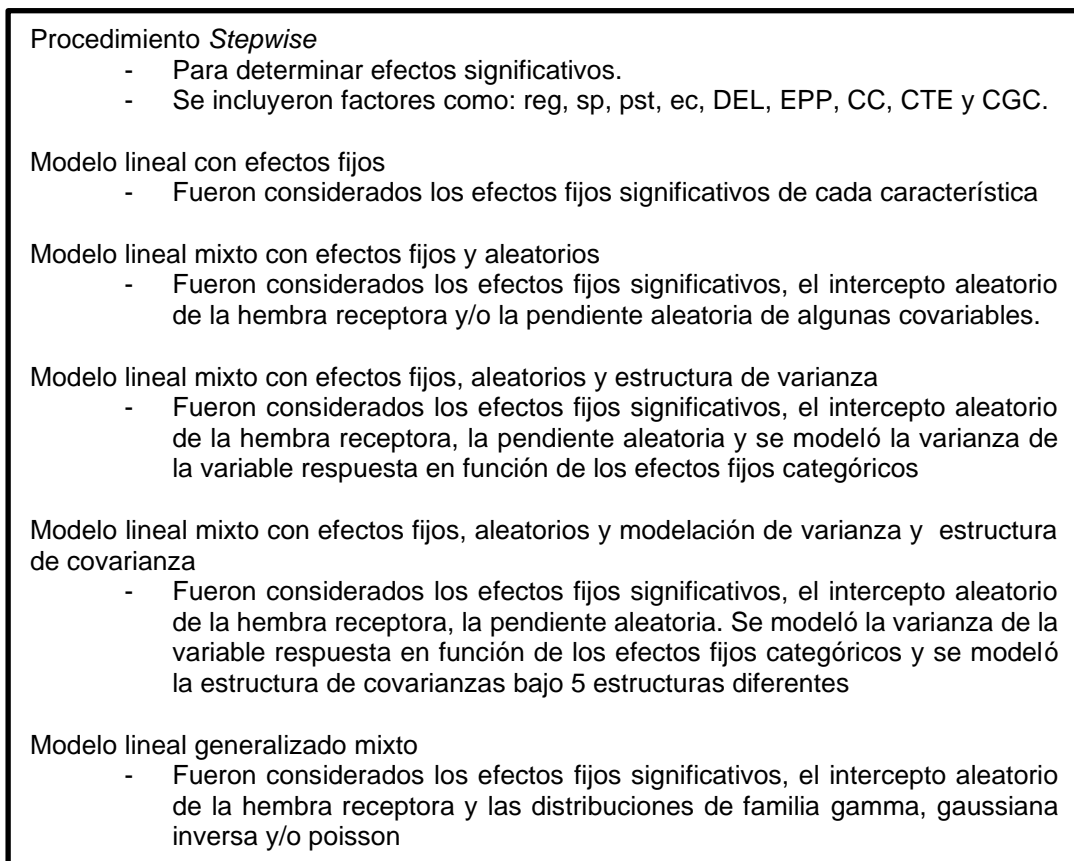 Procedimiento Stepwise
- Para determinar efectos significativos.
- Se incluyeron factores como: reg, sp, pst, ec, DEL, EPP, CC, CTE y CGC.
Modelo lineal con efectos fijos
- Fueron considerados los efectos fijos significativos de cada característica
Modelo lineal mixto con efectos fijos y aleatorios
- Fueron considerados los efectos fijos significativos, el intercepto aleatorio
de la hembra receptora y/o la pendiente aleatoria de algunas covariables.
Modelo lineal mixto con efectos fijos, aleatorios y estructura de varianza
- Fueron considerados los efectos fijos significativos, el intercepto aleatorio
de la hembra receptora, la pendiente aleatoria y se modeló la varianza de
la variable respuesta en función de los efectos fijos categóricos
Modelo lineal mixto con efectos fijos, aleatorios y modelación de varianza y estructura
de covarianza
- Fueron considerados los efectos fijos significativos, el intercepto aleatorio
de la hembra receptora, la pendiente aleatoria. Se modeló la varianza de la
variable respuesta en función de los efectos fijos categóricos y se modeló
la estructura de covarianzas bajo 5 estructuras diferentes
Modelo lineal generalizado mixto
- Fueron considerados los efectos fijos significativos, el intercepto aleatorio
de la hembra receptora y las distribuciones de familia gamma, gaussiana
inversa y/o poisson